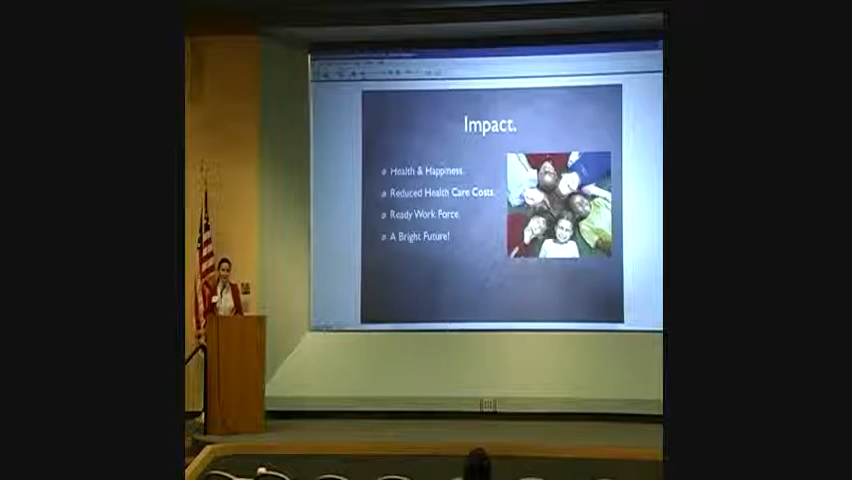 Impact.
Health & Happiness.
Reduced Health Care Costs.
Ready Work Force.
A Bright Future!